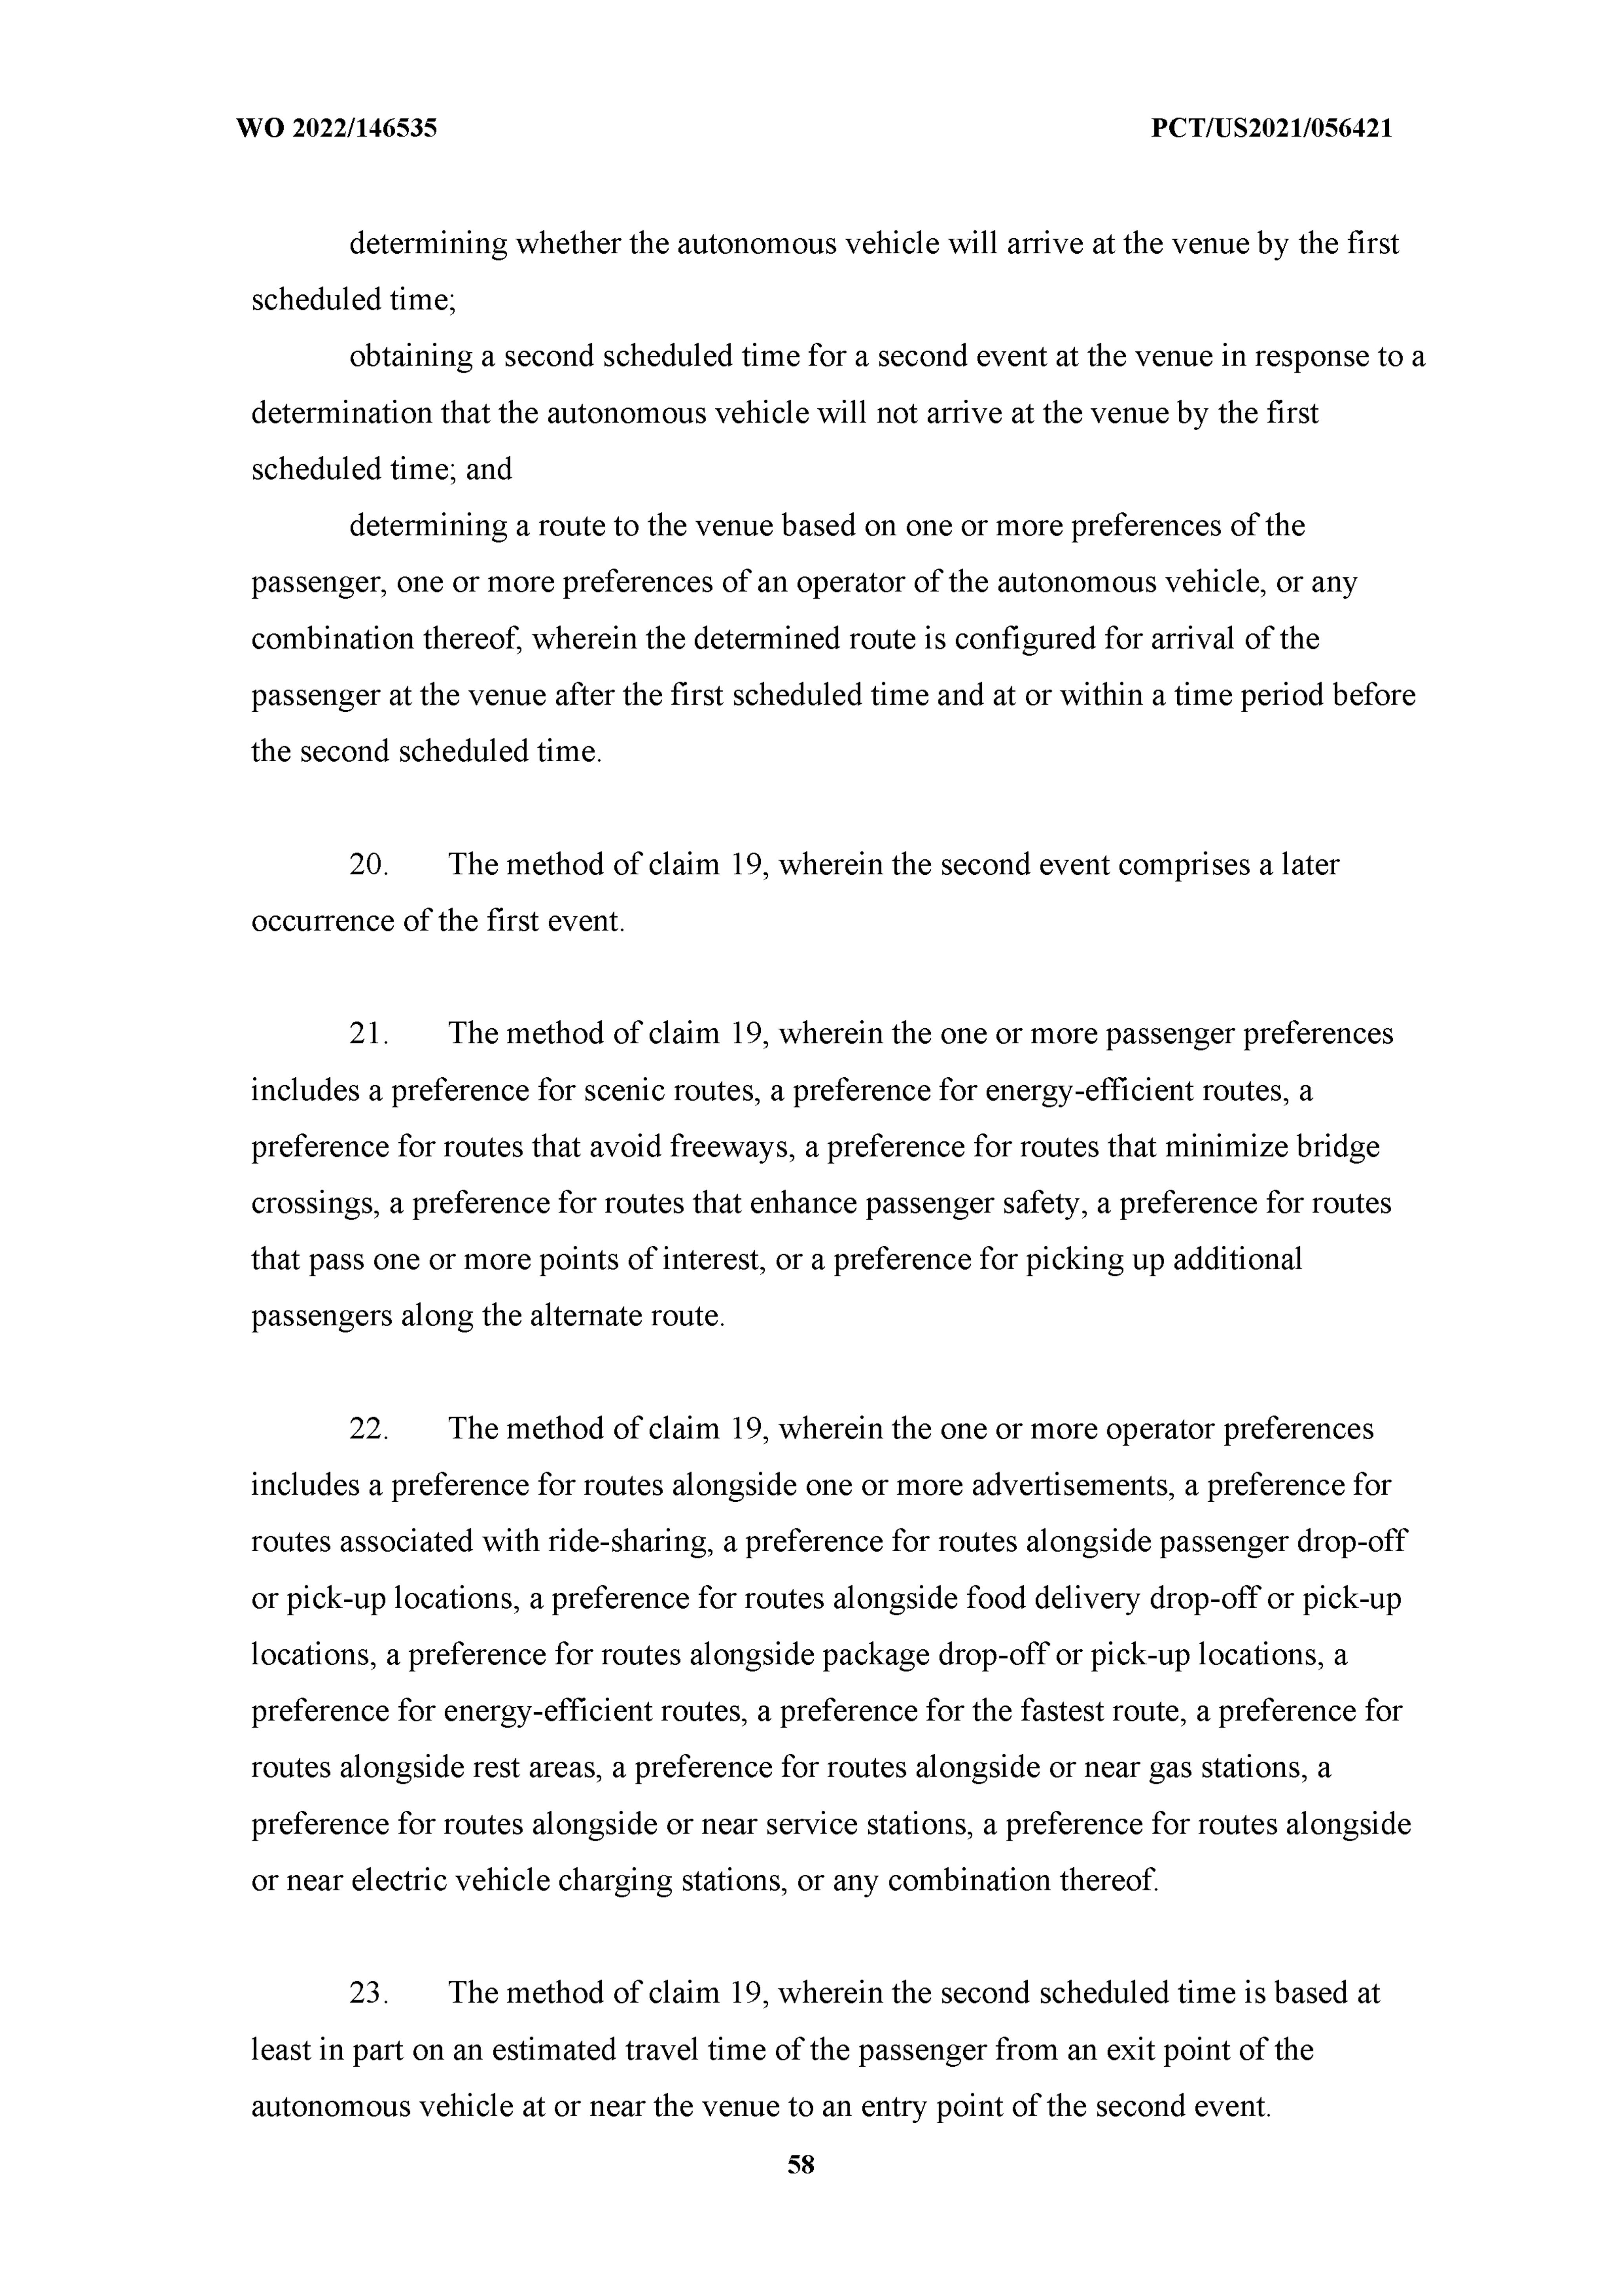 WO 2022/146535 PCT/US2021/056421
determining whether the autonomous vehicle will arrive at the venue by the first
scheduled time;
obtaining a second scheduled time for a second event at the venue in response to a
determination that the autonomous vehicle will not arrive at the venue by the first
scheduled time; and
determining a route to the venue based on one or more preferences of the
passenger, one or more preferences of an operator of the autonomous vehicle, or any
combination thereof, wherein the determined route is configured for arrival of the
passenger at the venue after the first scheduled time and at or within a time period before
the second scheduled time.
20. The method of claim 19, wherein the second event comprises a later
occurrence of the first event.
21. The method of claim 19, wherein the one or more passenger preferences
includes a preference for scenic routes, a preference for energy-efficient routes, a
preference for routes that avoid freeways, a preference for routes that minimize bridge
crossings, a preference for routes that enhance passenger safety, a preference for routes
that pass one or more points of interest, or a preference for picking up additional
passengers along the alternate route.
22. The method of claim 19, wherein the one or more operator preferences
includes a preference for routes alongside one or more advertisements, a preference for
routes associated with ride-sharing, a preference for routes alongside passenger drop-off
or pick-up locations, a preference for routes alongside food delivery drop-off or pick-up
locations, a preference for routes alongside package drop-off or pick-up locations, a
preference for energy-efficient routes, a preference for the fastest route, a preference for
routes alongside rest areas, a preference for routes alongside or near gas stations, a
preference for routes alongside or near service stations, a preference for routes alongside
or near electric vehicle charging stations, or any combination thereof.
23. The method of claim 19, wherein the second scheduled time is based at
least in part on an estimated travel time of the passenger from an exit point of the
autonomous vehicle at or near the venue to an entry point of the second event.
58